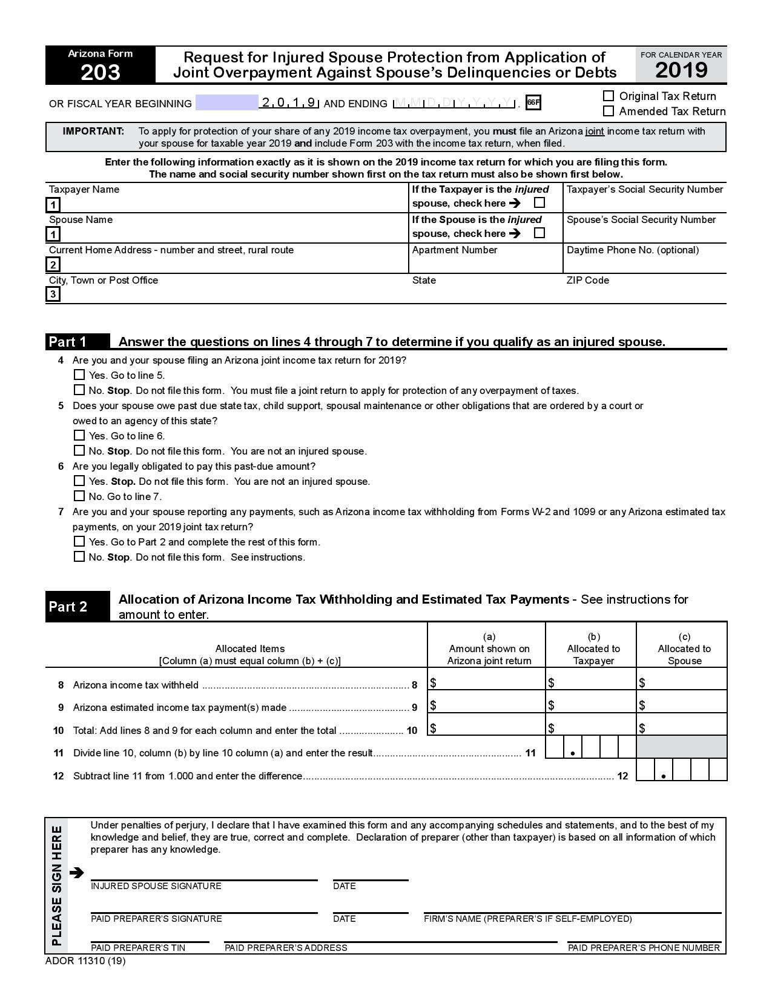 Arizona Form
203
Request for Injured Spouse Protection from Application of
Joint Overpayment Against Spouse’s Delinquencies or Debts
FOR CALENDAR YEAR
2019
OR FISCAL YEAR BEGINNING 2 0 1 9 AND ENDING M M D D Y Y Y Y . 66F
Original Tax Return
Amended Tax Return
IMPORTANT: To apply for protection of your share of any 2019 income tax overpayment, you must file an Arizona joint income tax return with
your spouse for taxable year 2019 and include Form 203 with the income tax return, when filed.
Enter the following information exactly as it is shown on the 2019 income tax return for which you are filing this form.
The name and social security number shown first on the tax return must also be shown first below.
Taxpayer Name
1
If the Taxpayer is the injured
spouse, check here ➔
Taxpayer’s Social Security Number
Spouse Name
1
If the Spouse is the injured
spouse, check here ➔
Spouse’s Social Security Number
Current Home Address - number and street, rural route
2
Apartment Number
Daytime Phone No. (optional)
City, Town or Post Office
3
State
ZIP Code
Part 1 Answer the questions on lines 4 through 7 to determine if you qualify as an injured spouse.
4 Are you and your spouse filing an Arizona joint income tax return for 2019?
Yes. Go to line 5.
No. Stop. Do not file this form. You must file a joint return to apply for protection of any overpayment of taxes.
5 Does your spouse owe past due state tax, child support, spousal maintenance or other obligations that are ordered by a court or
owed to an agency of this state?
Yes. Go to line 6.
No. Stop. Do not file this form. You are not an injured spouse.
6 Are you legally obligated to pay this past-due amount?
Yes. Stop. Do not file this form. You are not an injured spouse.
No. Go to line 7.
7 Are you and your spouse reporting any payments, such as Arizona income tax withholding from Forms W-2 and 1099 or any Arizona estimated tax
payments, on your 2019 joint tax return?
Yes. Go to Part 2 and complete the rest of this form.
No. Stop. Do not file this form. See instructions.
Part 2 Allocation of Arizona Income Tax Withholding and Estimated Tax Payments - See instructions for
amount to enter.
Allocated Items
[Column (a) must equal column (b) + (c)]
(a)
Amount shown on
Arizona joint return
(b)
Allocated to
Taxpayer
(c)
Allocated to
Spouse
8 Arizona income tax withheld ........ 8 $ $ $
9 Arizona estimated income tax payment(s) made ........ 9 $ $ $
10 Total: Add lines 8 and 9 for each column and enter the total ........ 10 $ $ $
11 Divide line 10, column (b) by line 10 column (a) and enter the result........ 11 •
12 Subtract line 11 from 1.000 and enter the difference........ 12 •
PLEASE SIGN HERE
Under penalties of perjury, I declare that I have examined this form and any accompanying schedules and statements, and to the best of my
knowledge and belief, they are true, correct and complete. Declaration of preparer (other than taxpayer) is based on all information of which
preparer has any knowledge.
➔
INJURED SPOUSE SIGNATURE DATE
PAID PREPARER’S SIGNATURE DATE FIRM’S NAME (PREPARER’S IF SELF-EMPLOYED)
PAID PREPARER’S TIN PAID PREPARER’S ADDRESS PAID PREPARER’S PHONE NUMBER
ADOR 11310 (19)